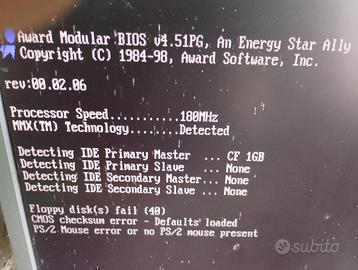 Award Modular BIOS v4.51PG, An Energy Star Ally
Copyright (C) 1984-98, Award Software, Inc.
rev:00.02.06
Processor Speed...........180MHz
MMX(TM) Technology........Detected
Detecting IDE Primary Master ... CF 1GB
Detecting IDE Primary Slave ... None
Detecting IDE Secondary Master... None
Detecting IDE Secondary Slave ... None
Floppy disk(s) fail (40)
CMOS checksum error - Defaults loaded
PS/2 Mouse error or no PS/2 mouse present
subito